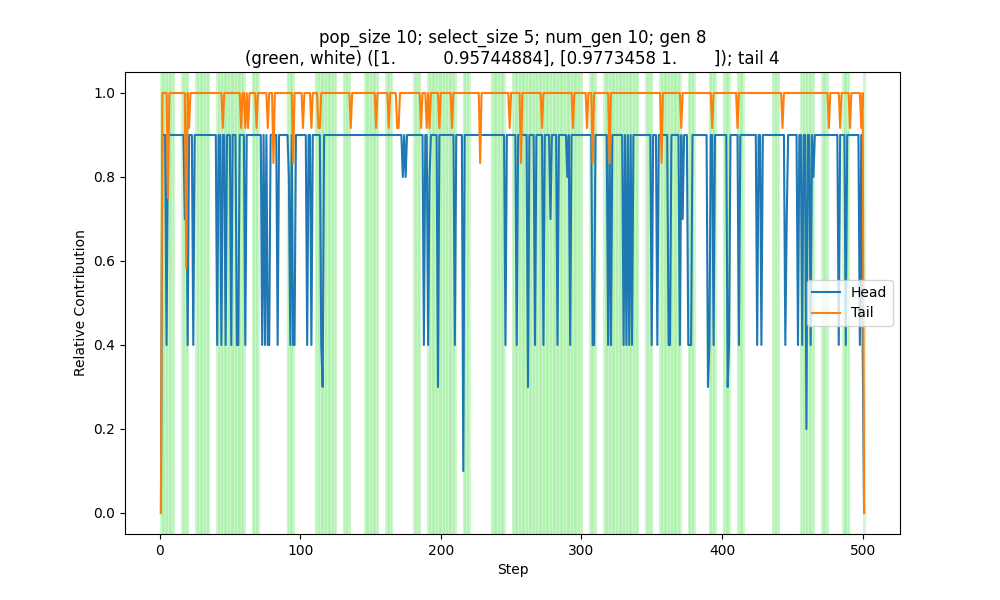 pop_size 10; select_size 5; num_gen 10; gen 8
(green, white) ([1.         0.95744884], [0.9773458 1.       ]); tail 4
1.0
0.8
0.6
0.4
0.2
0.0
Relative Contribution
Head
Tail
0
100
200
300
400
500
Step